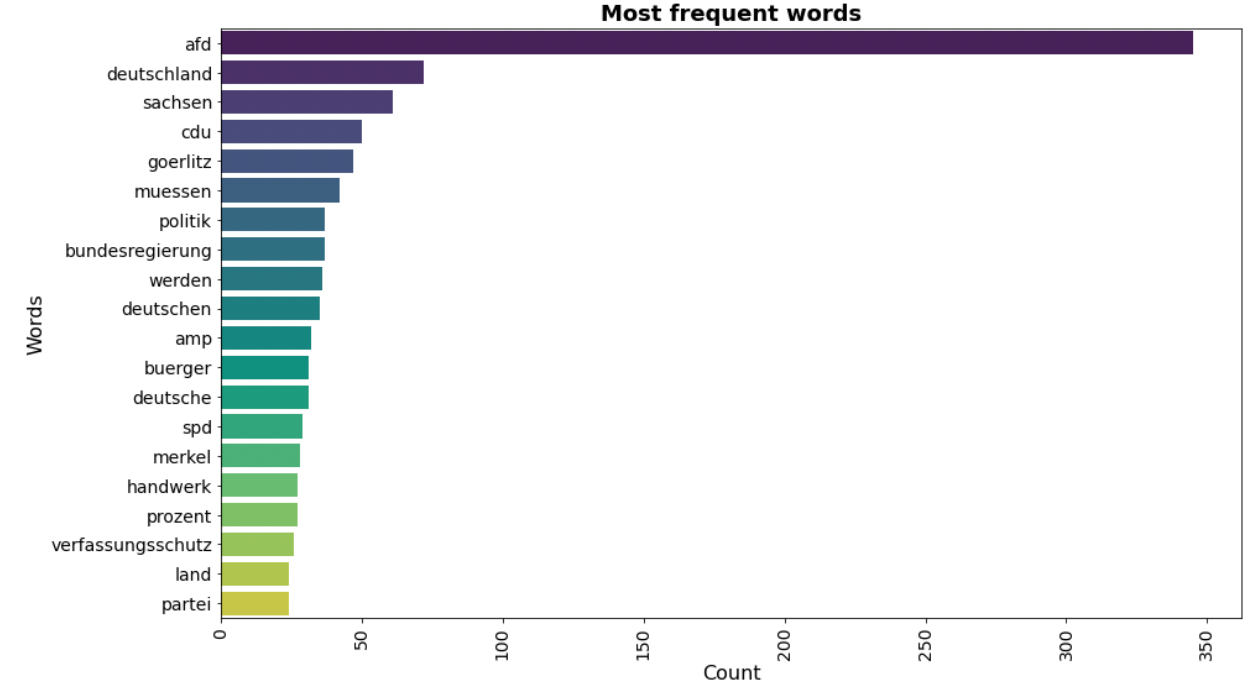 Most frequent words
afd
deutschland
sachsen
cdu
goerlitz
muessen
politik
bundesregierung
werden
deutschen
amp
buerger
deutsche
spd
merkel
handwerk
prozent
verfassungsschutz
land
partei
Words
0
50
100
150
200
250
300
350
Count